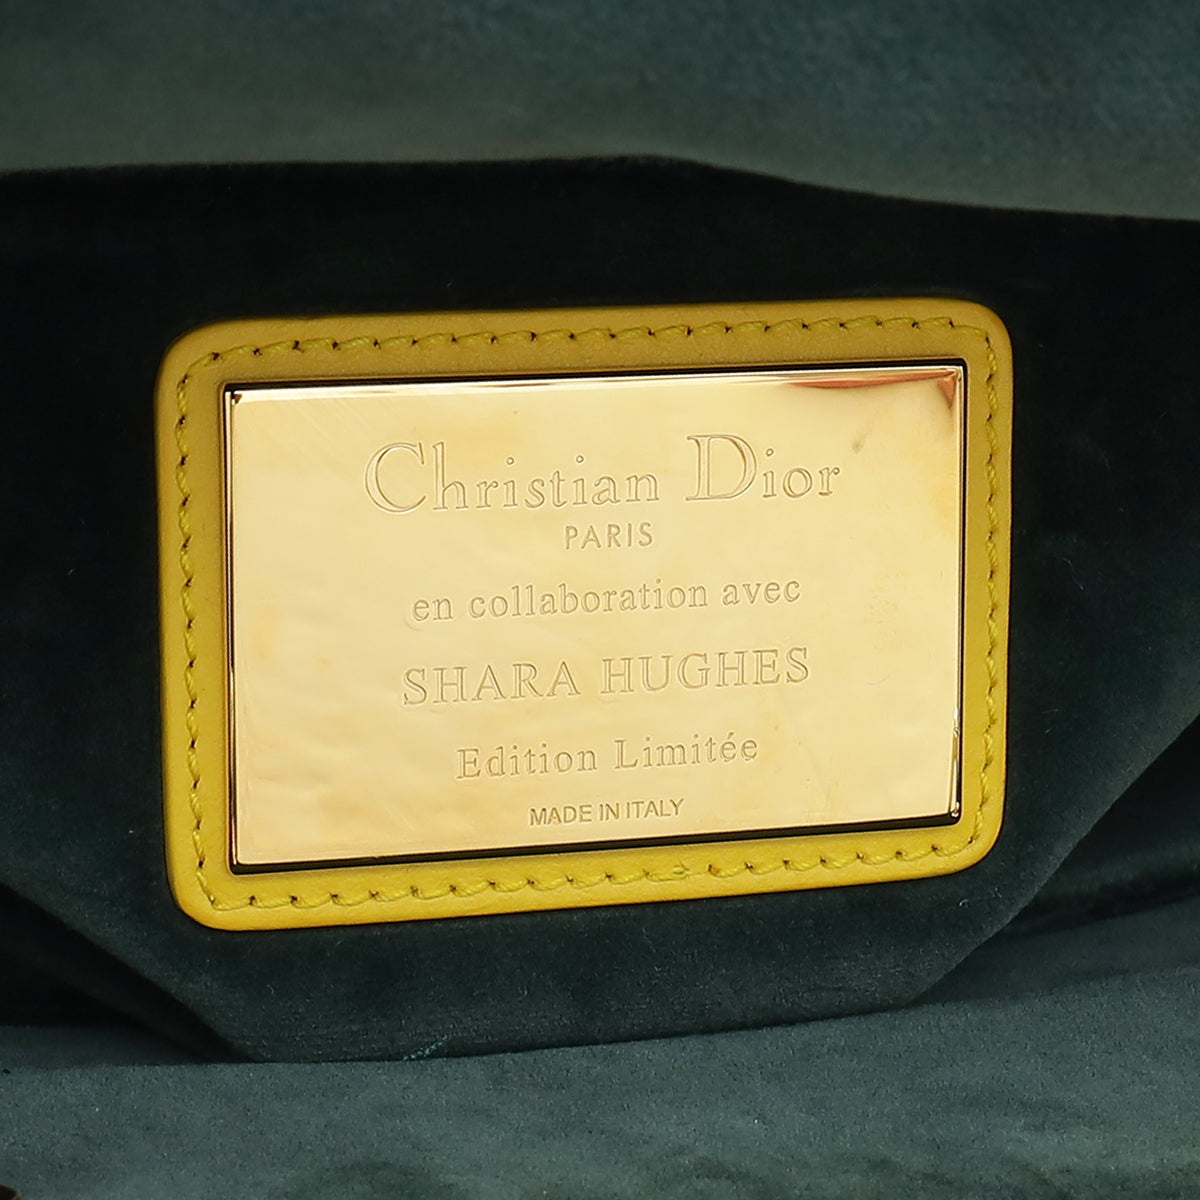 Christian Dior
PARIS
en collaboration avec
SHARA HUGHES
Edition Limitée
MADE IN ITALY